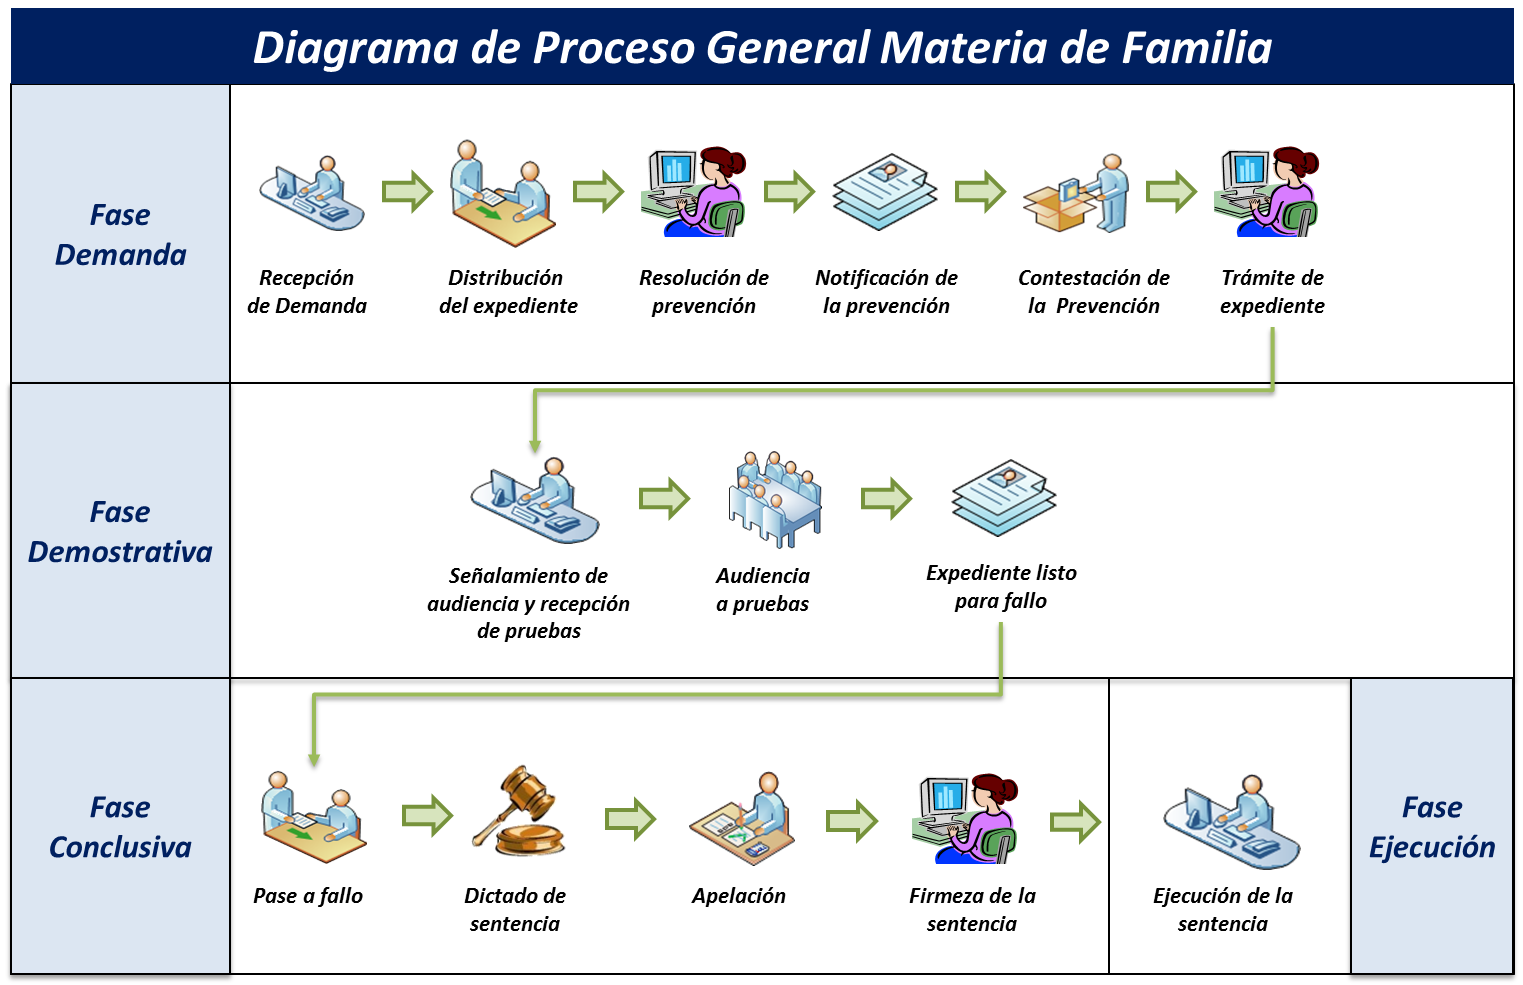 Diagrama de Proceso General Materia de Familia
Fase
Demanda
Recepción
de Demanda
Distribución
del expediente
Resolución de
prevención
Notificación de
la prevención
Contestación de
la  Prevención
Trámite de
expediente
Fase
Demostrativa
Señalamiento de
audiencia y recepción
de pruebas
Audiencia
a pruebas
Expediente listo
para fallo
Fase
Conclusiva
Pase a fallo
Dictado de
sentencia
Apelación
Firmeza de la
sentencia
Ejecución de la
sentencia
Fase
Ejecución